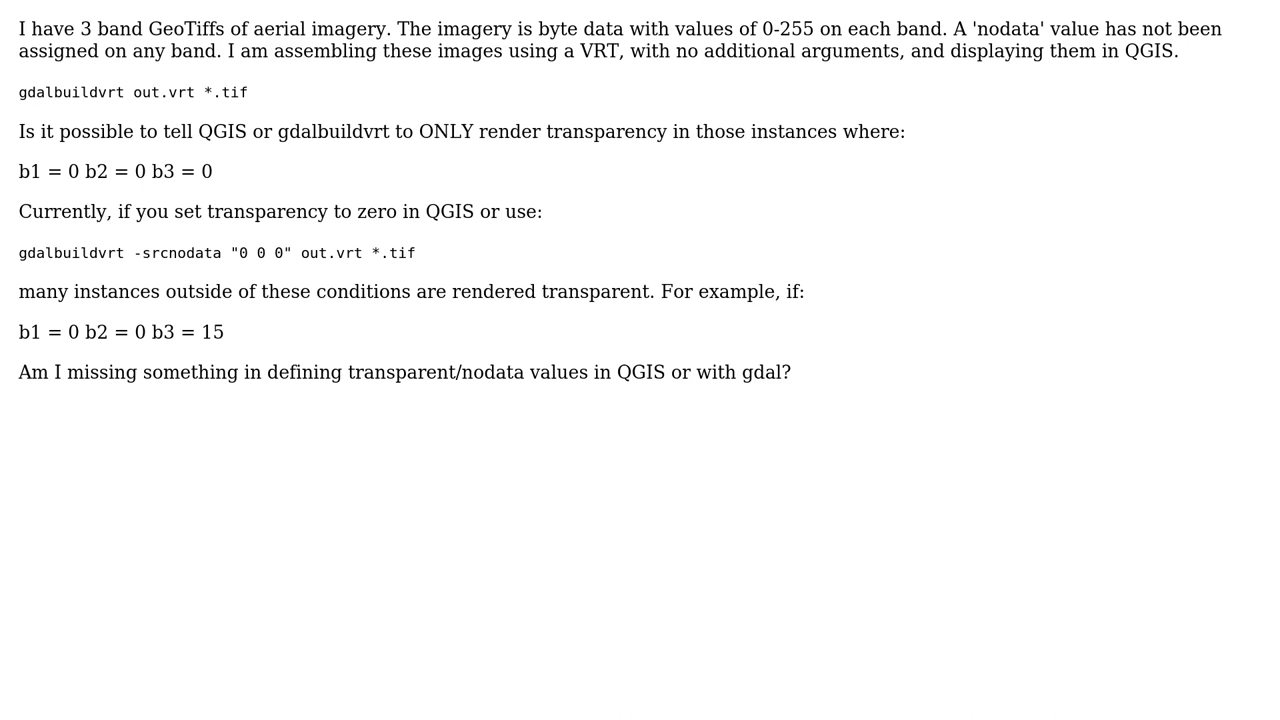 I have 3 band GeoTiffs of aerial imagery. The imagery is byte data with values of 0-255 on each band. A 'nodata' value has not been
assigned on any band. I am assembling these images using a VRT, with no additional arguments, and displaying them in QGIS.
gdalbuildvrt out.vrt *.tif
Is it possible to tell QGIS or gdalbuildvrt to ONLY render transparency in those instances where:
b1 = 0 b2 = 0 b3 = 0
Currently, if you set transparency to zero in QGIS or use:
gdalbuildvrt -srcnodata "0 0 0" out.vrt *.tif
many instances outside of these conditions are rendered transparent. For example, if:
b1 = 0 b2 = 0 b3 = 15
Am I missing something in defining transparent/nodata values in QGIS or with gdal?